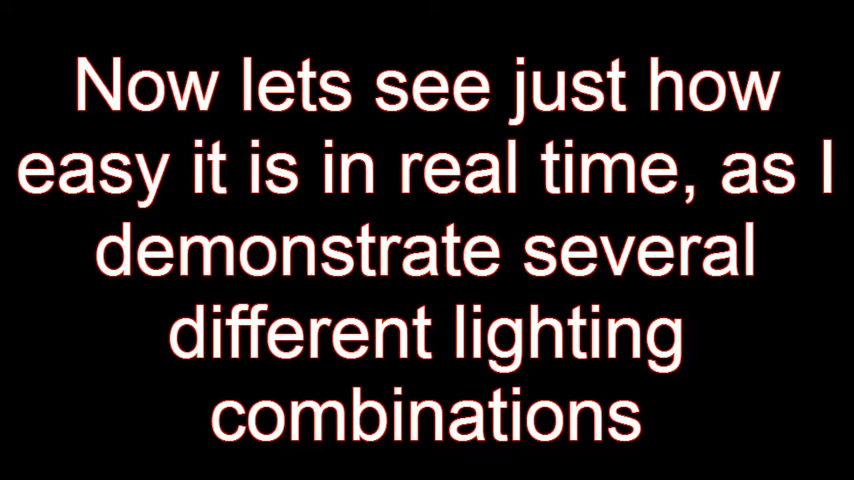 Now lets see just how
easy it is in real time, as I
demonstrate several
different lighting
combinations